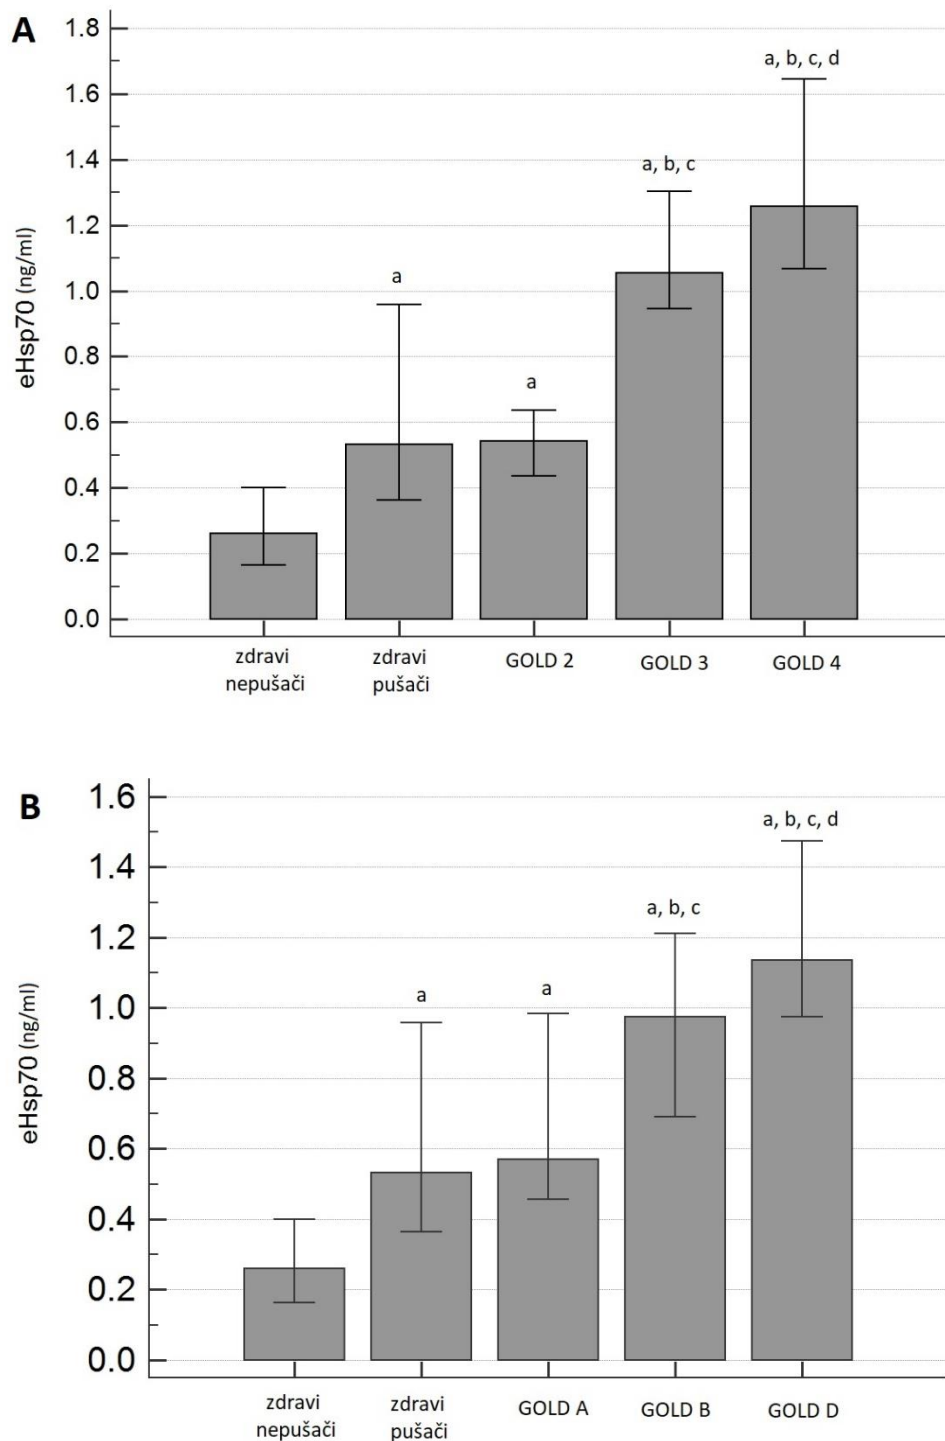 A
1.8
a, b, c, d
1.6
1.4
a, b, c
1.2
1.0
a
0.8
a
0.6
0.4
0.2
0.0
eHsp70 (ng/ml)
zdravi
nepušači
zdravi
pušači
GOLD 2
GOLD 3
GOLD 4
B
1.6
a, b, c, d
1.4
a, b, c
1.2
a
a
1.0
0.8
0.6
0.4
0.2
0.0
eHsp70 (ng/ml)
zdravi
nepušači
zdravi
pušači
GOLD A
GOLD B
GOLD D